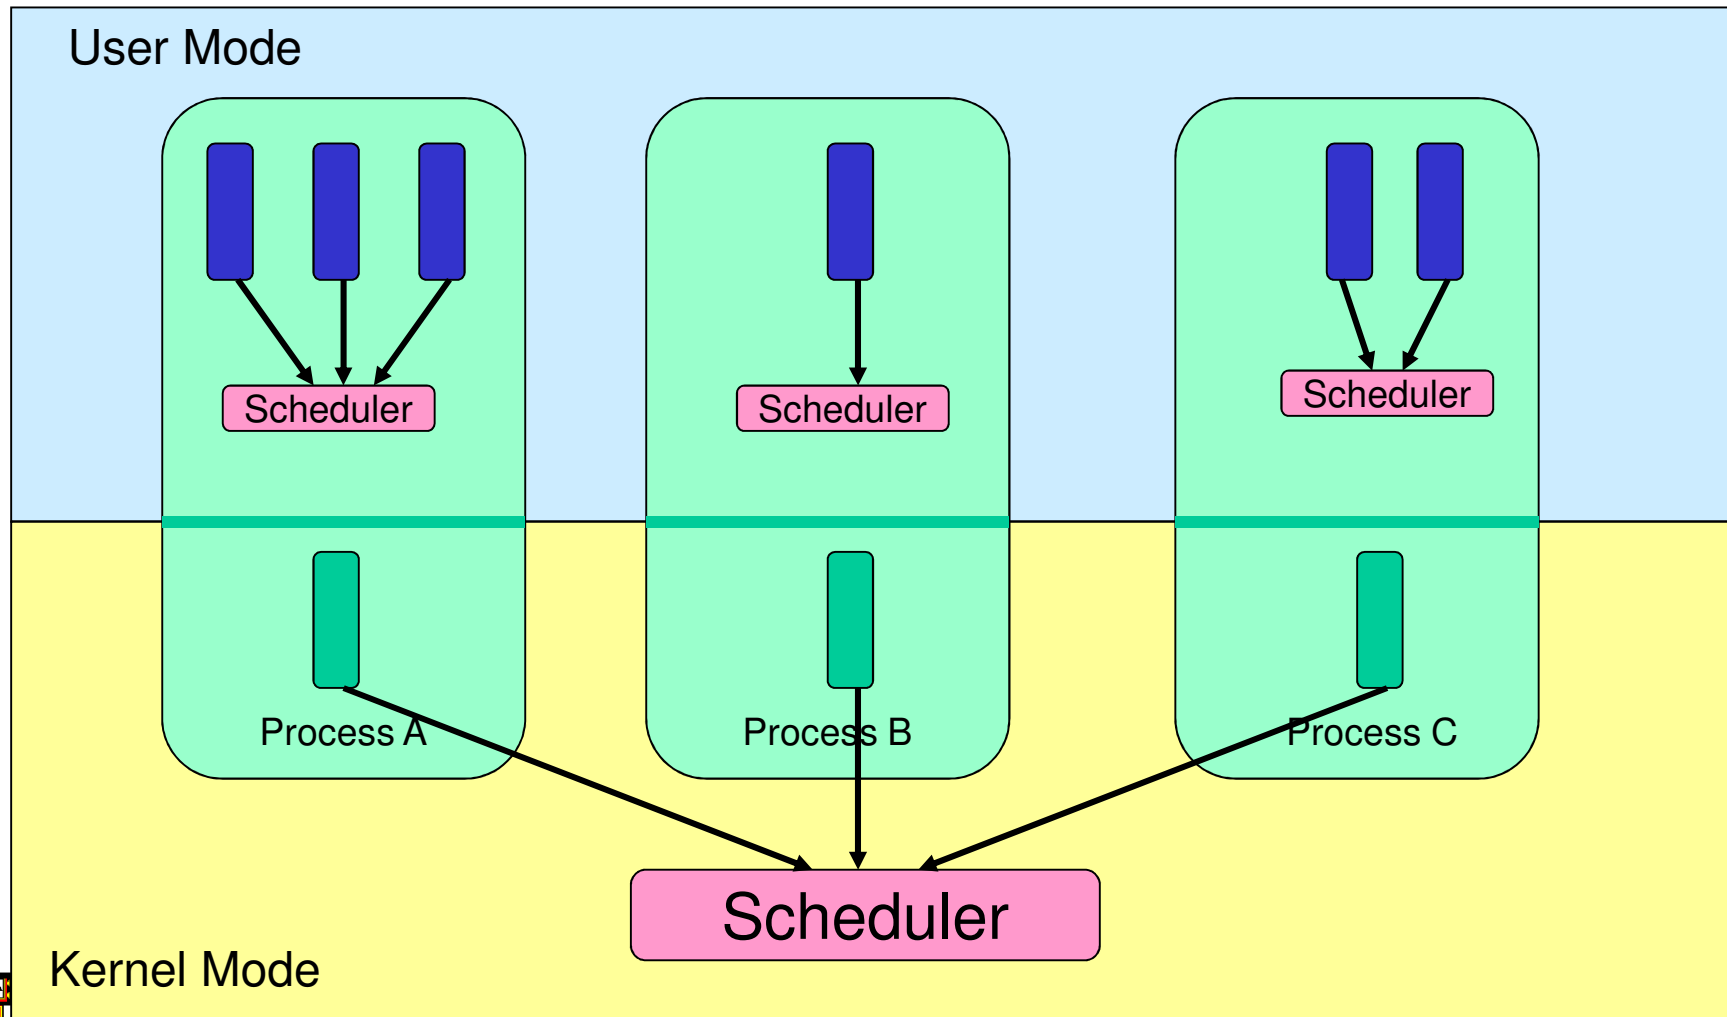 User Mode
Scheduler
Scheduler
Scheduler
Process A
Process B
Process C
Scheduler
Kernel Mode